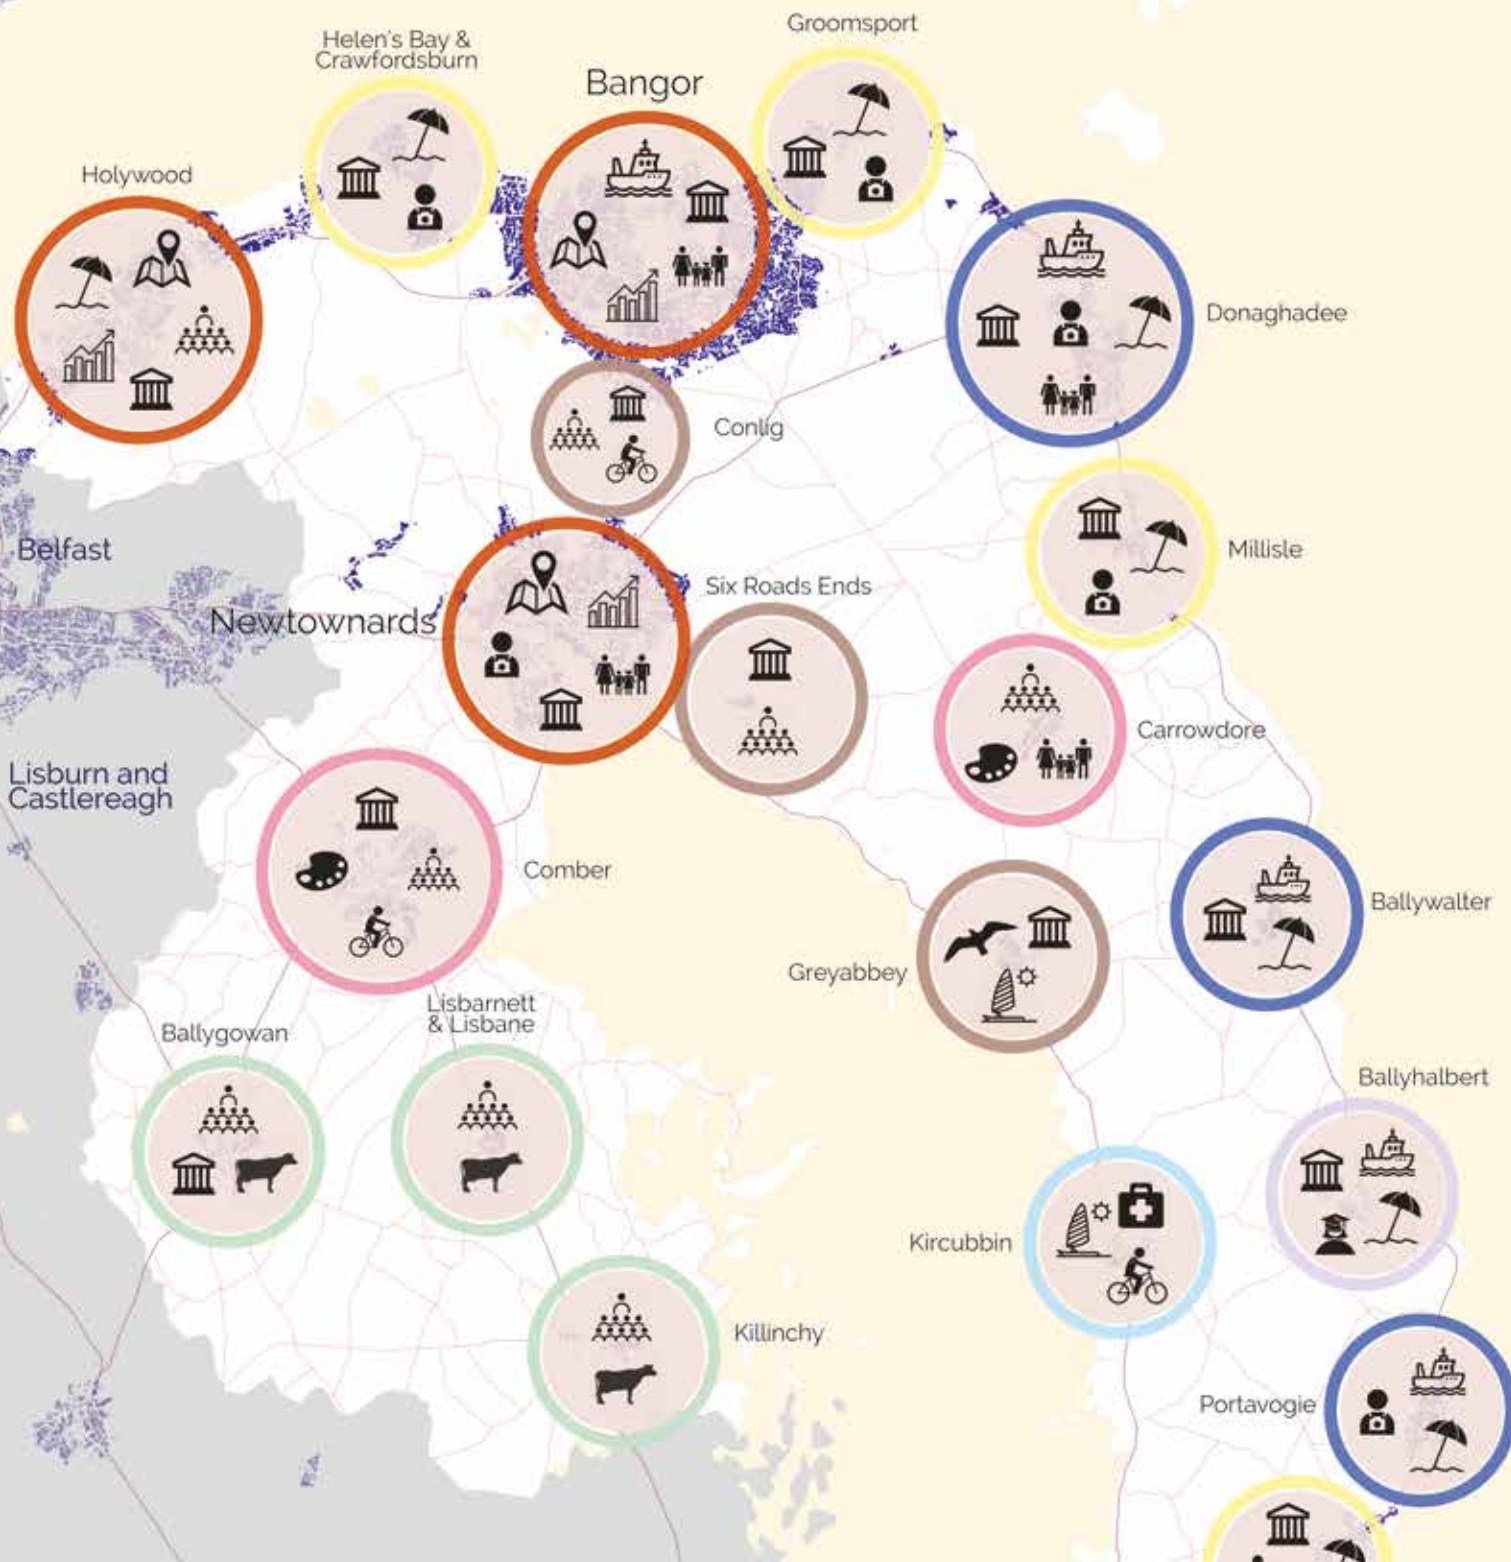 Groomsport
Helen's Bay &
Crawfordsburn
Bangor
Holywood
Donaghadee
Conlig
Belfast
Millisle
Six Roads Ends
Newtownards
Carrowdore
Lisburn and
Castlereagh
Comber
Ballywalter
Greyabbey
Lisbarnett
& Lisbane
Ballygowan
Ballyhalbert
Kircubbin
Killinchy
Portavogie